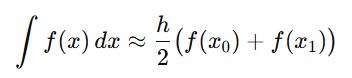 ∫ f(x) dx ≈ h/2 (f(x₀) + f(x₁))